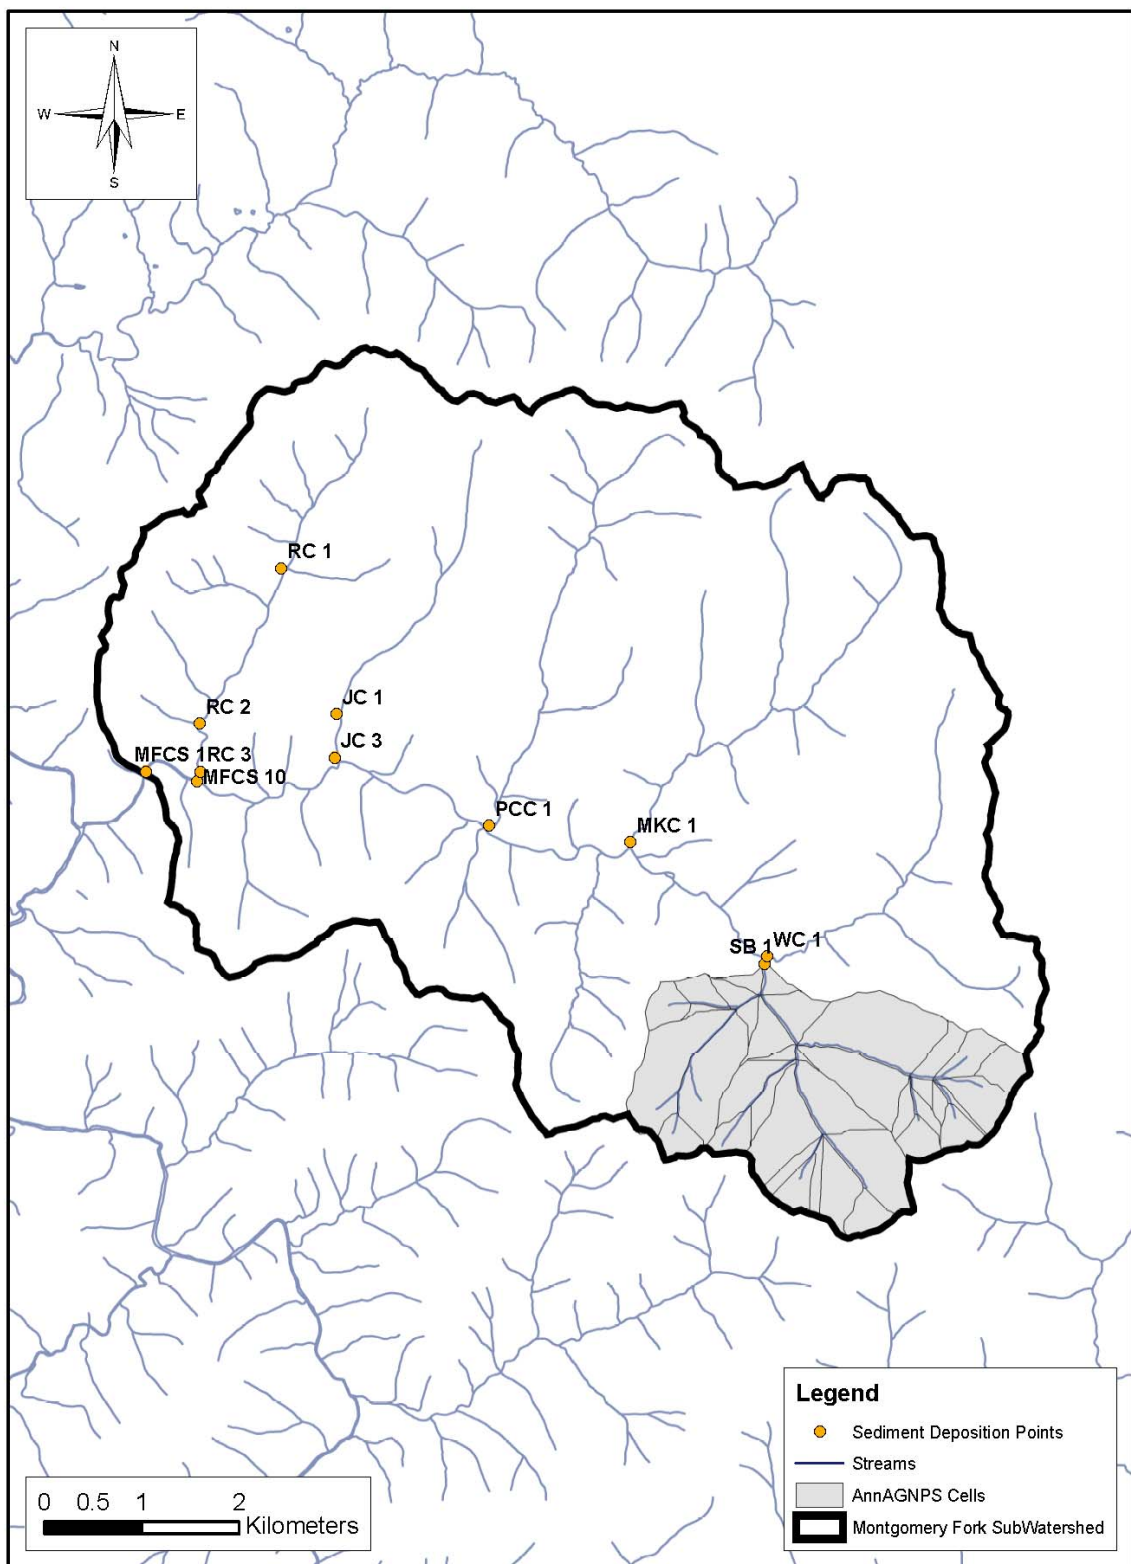 N
W E
S
RC 1
JC 1
RC 2
JC 3
MFCS 1 RC 3
MFCS 10
PCC 1
MKC 1
SB 1 WC 1
Legend
Sediment Deposition Points
Streams
AnnAGNPS Cells
Montgomery Fork SubWatershed
0 0.5 1 2
Kilometers